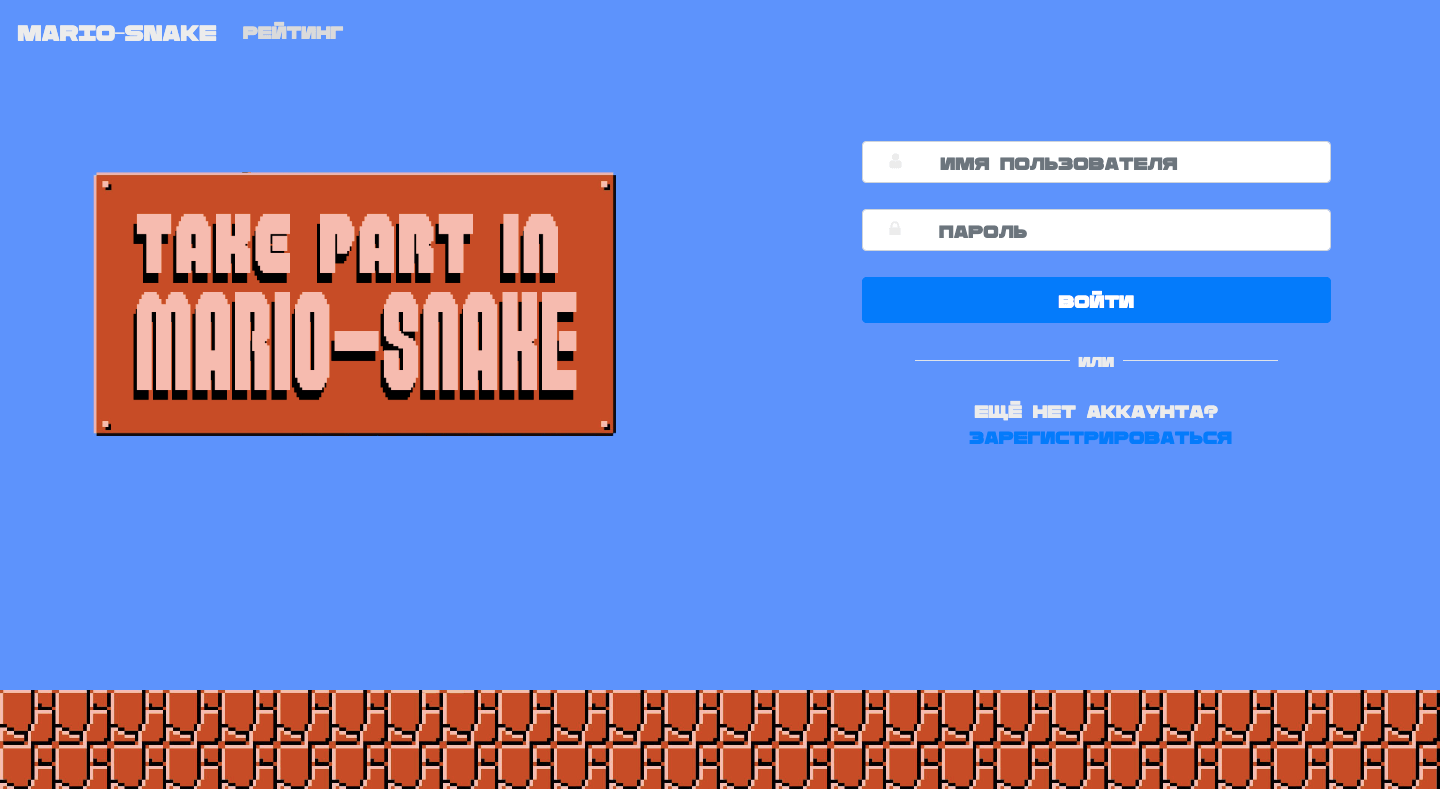 MARIO-SNAKE РЕЙТИНГ
TAKE PART IN
MARIO-SNAKE
ИМЯ ПОЛЬЗОВАТЕЛЯ
ПАРОЛЬ
ВОЙТИ
ИЛИ
ЕЩЁ НЕТ АККАУНТА?
ЗАРЕГИСТРИРОВАТЬСЯ